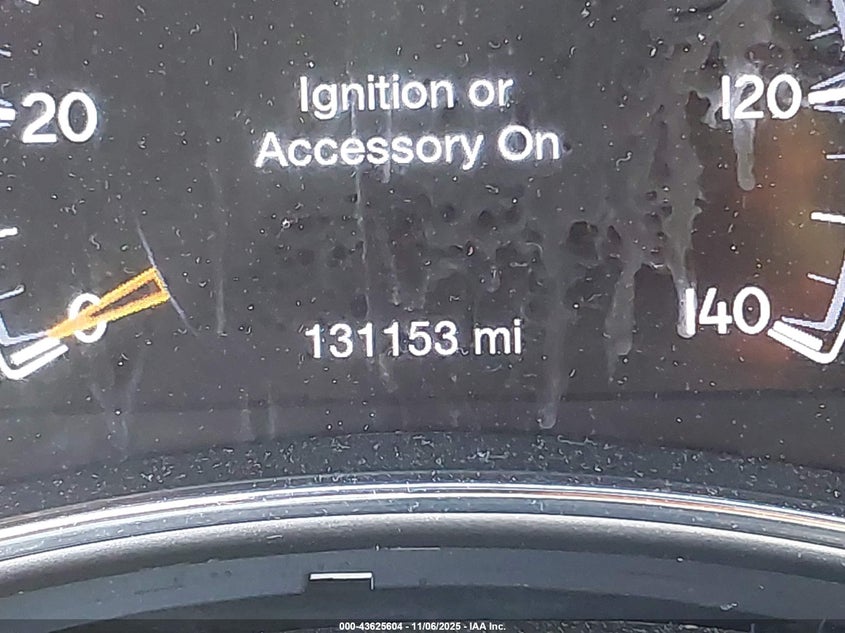 Ignition or
Accessory On
20
120
0
140
131153 mi
000-43625604 - 11/06/2025 - IAA Inc.